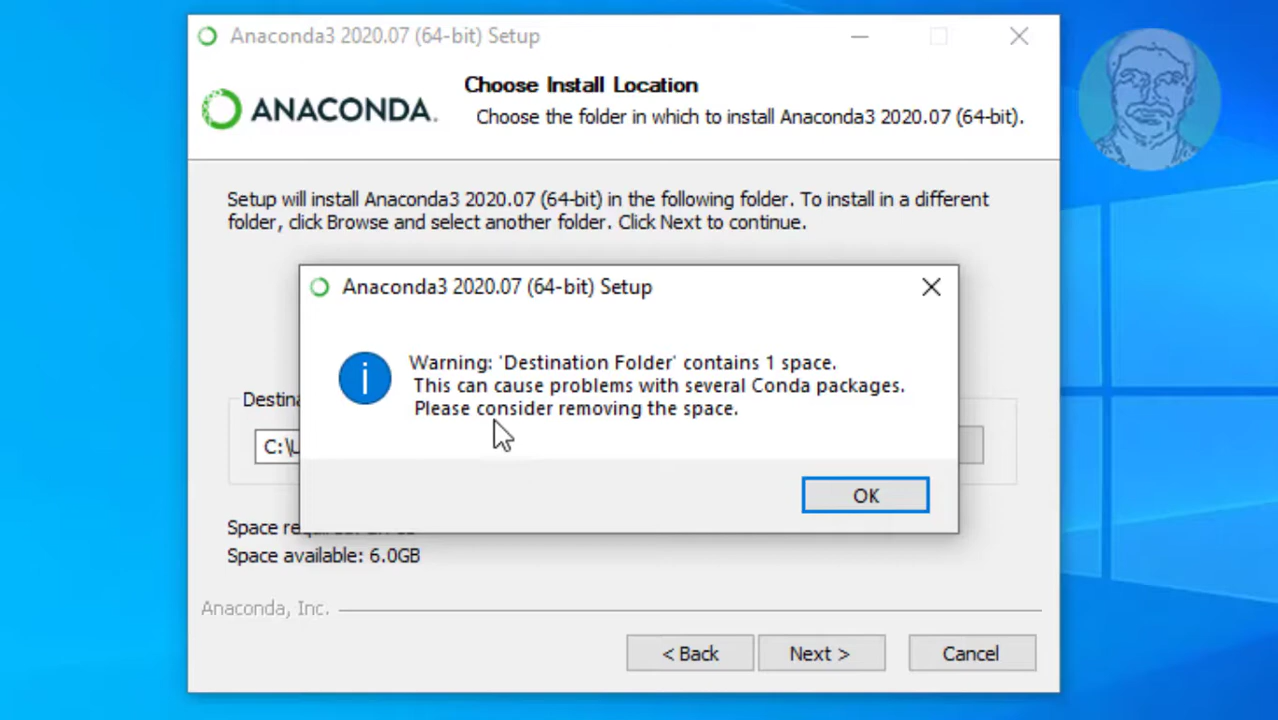 Anaconda3 2020.07 (64-bit) Setup
Choose Install Location
ANACONDA.
Choose the folder in which to install Anaconda3 2020.07 (64-bit).
Setup will install Anaconda3 2020.07 (64-bit) in the following folder. To install in a different
folder, click Browse and select another folder. Click Next to continue.
Anaconda3 2020.07 (64-bit) Setup
Warning: 'Destination Folder' contains 1 space.
This can cause problems with several Conda packages.
Please consider removing the space.
OK
Destina
C:\U
Space re
Space available: 6.0GB
Anaconda, Inc.
< Back
Next >
Cancel